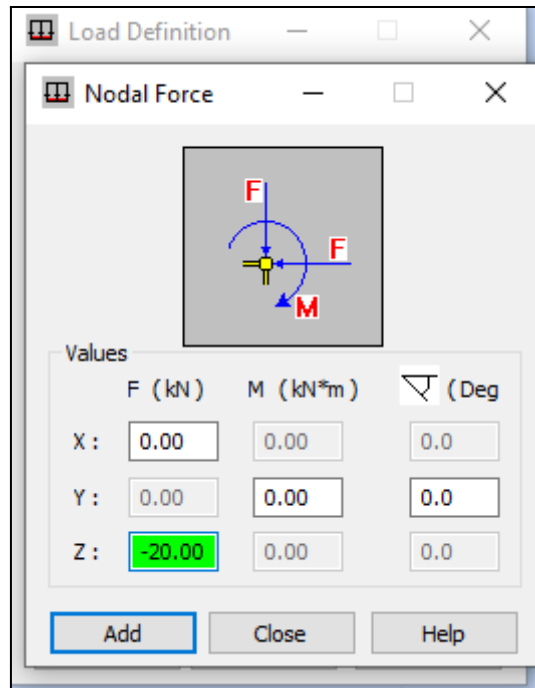 Load Definition
Nodal Force
F
F
M
Values
F (kN) M (kN*m) (Deg
X: 0.00 0.00 0.0
Y: 0.00 0.00 0.0
Z: -20.00 0.00 0.0
Add Close Help